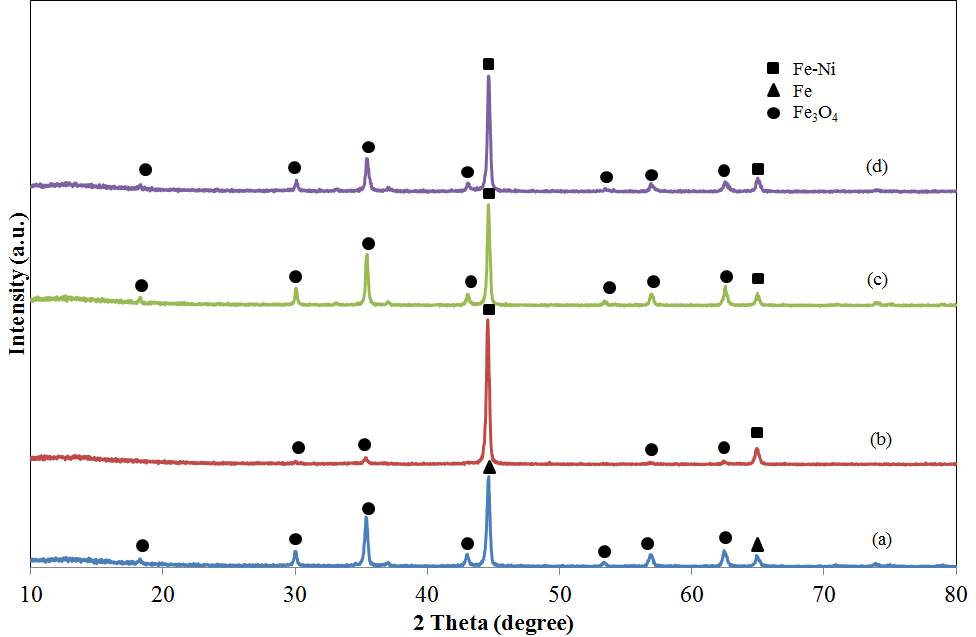 Fe-Ni
Fe
Fe₃O₄
(d)
(c)
(b)
(a)
Intensity (a.u.)
10 20 30 40 50 60 70 80
2 Theta (degree)